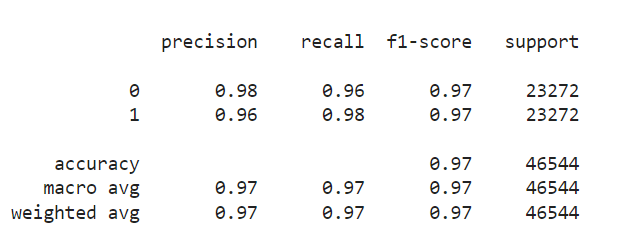 precision recall f1-score support
0 0.98 0.96 0.97 23272
1 0.96 0.98 0.97 23272
accuracy 0.97 46544
macro avg 0.97 0.97 0.97 46544
weighted avg 0.97 0.97 0.97 46544